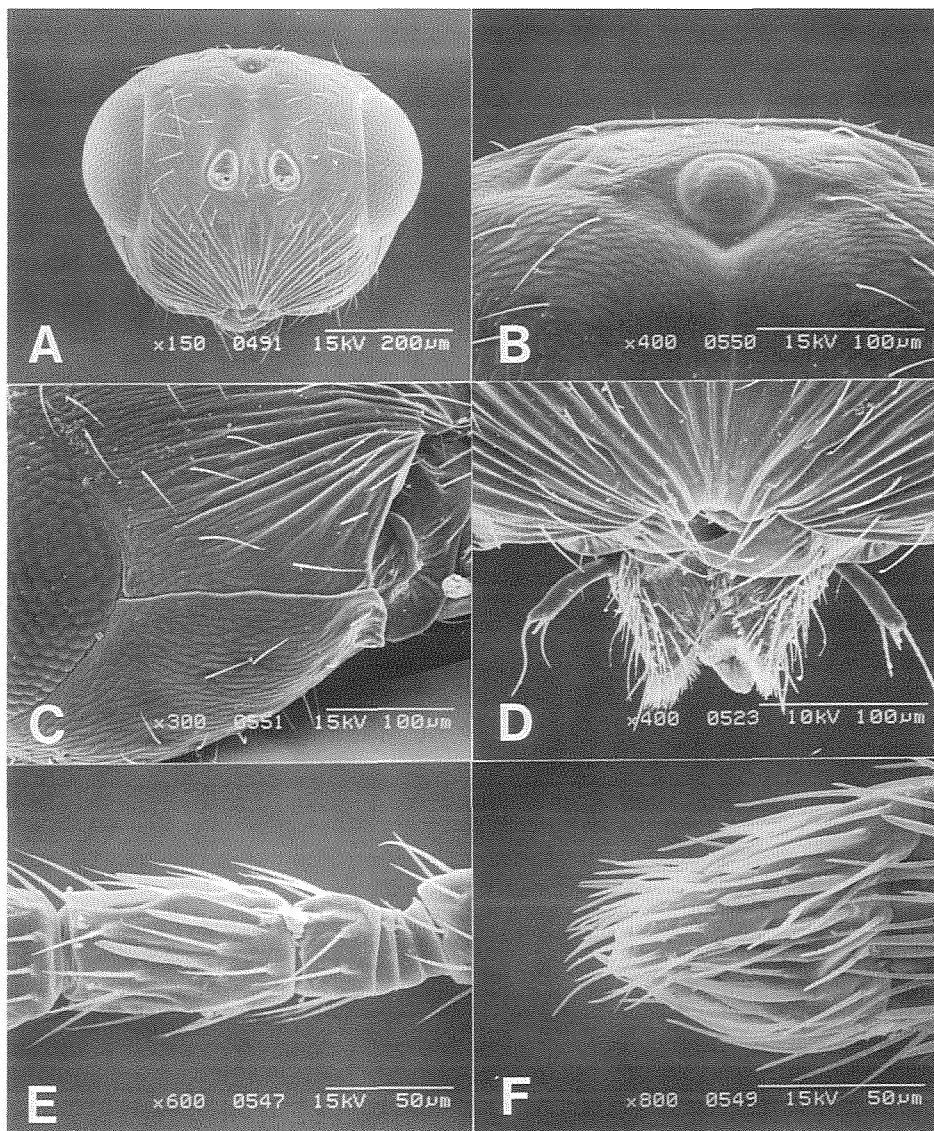 A
×150 0491 15kV 200µm
B
×400 0550 15kV 100µm
C
×300 0551 15kV 100µm
D
×400 0523 10kV 100µm
E
×600 0547 15kV 50µm
F
×800 0549 15kV 50µm